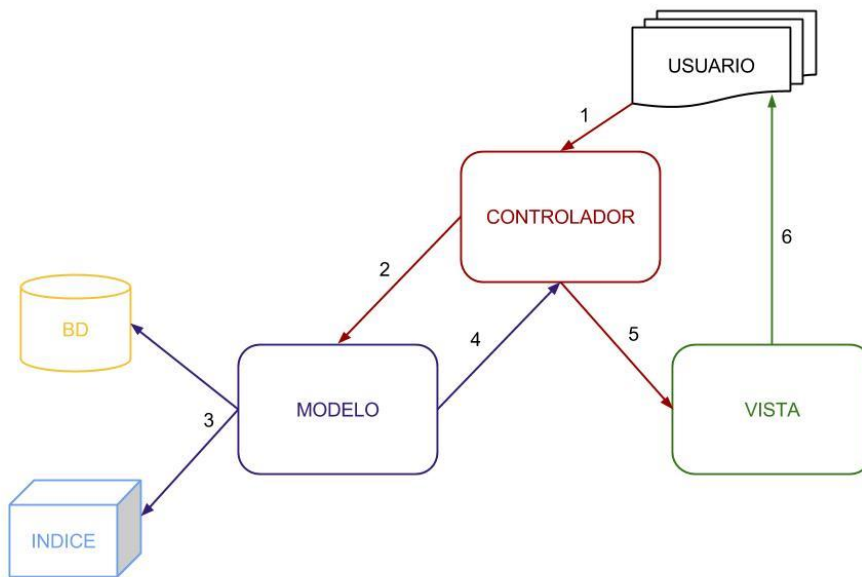 USUARIO
1
CONTROLADOR
6
2
BD
4
5
MODELO
VISTA
3
INDICE